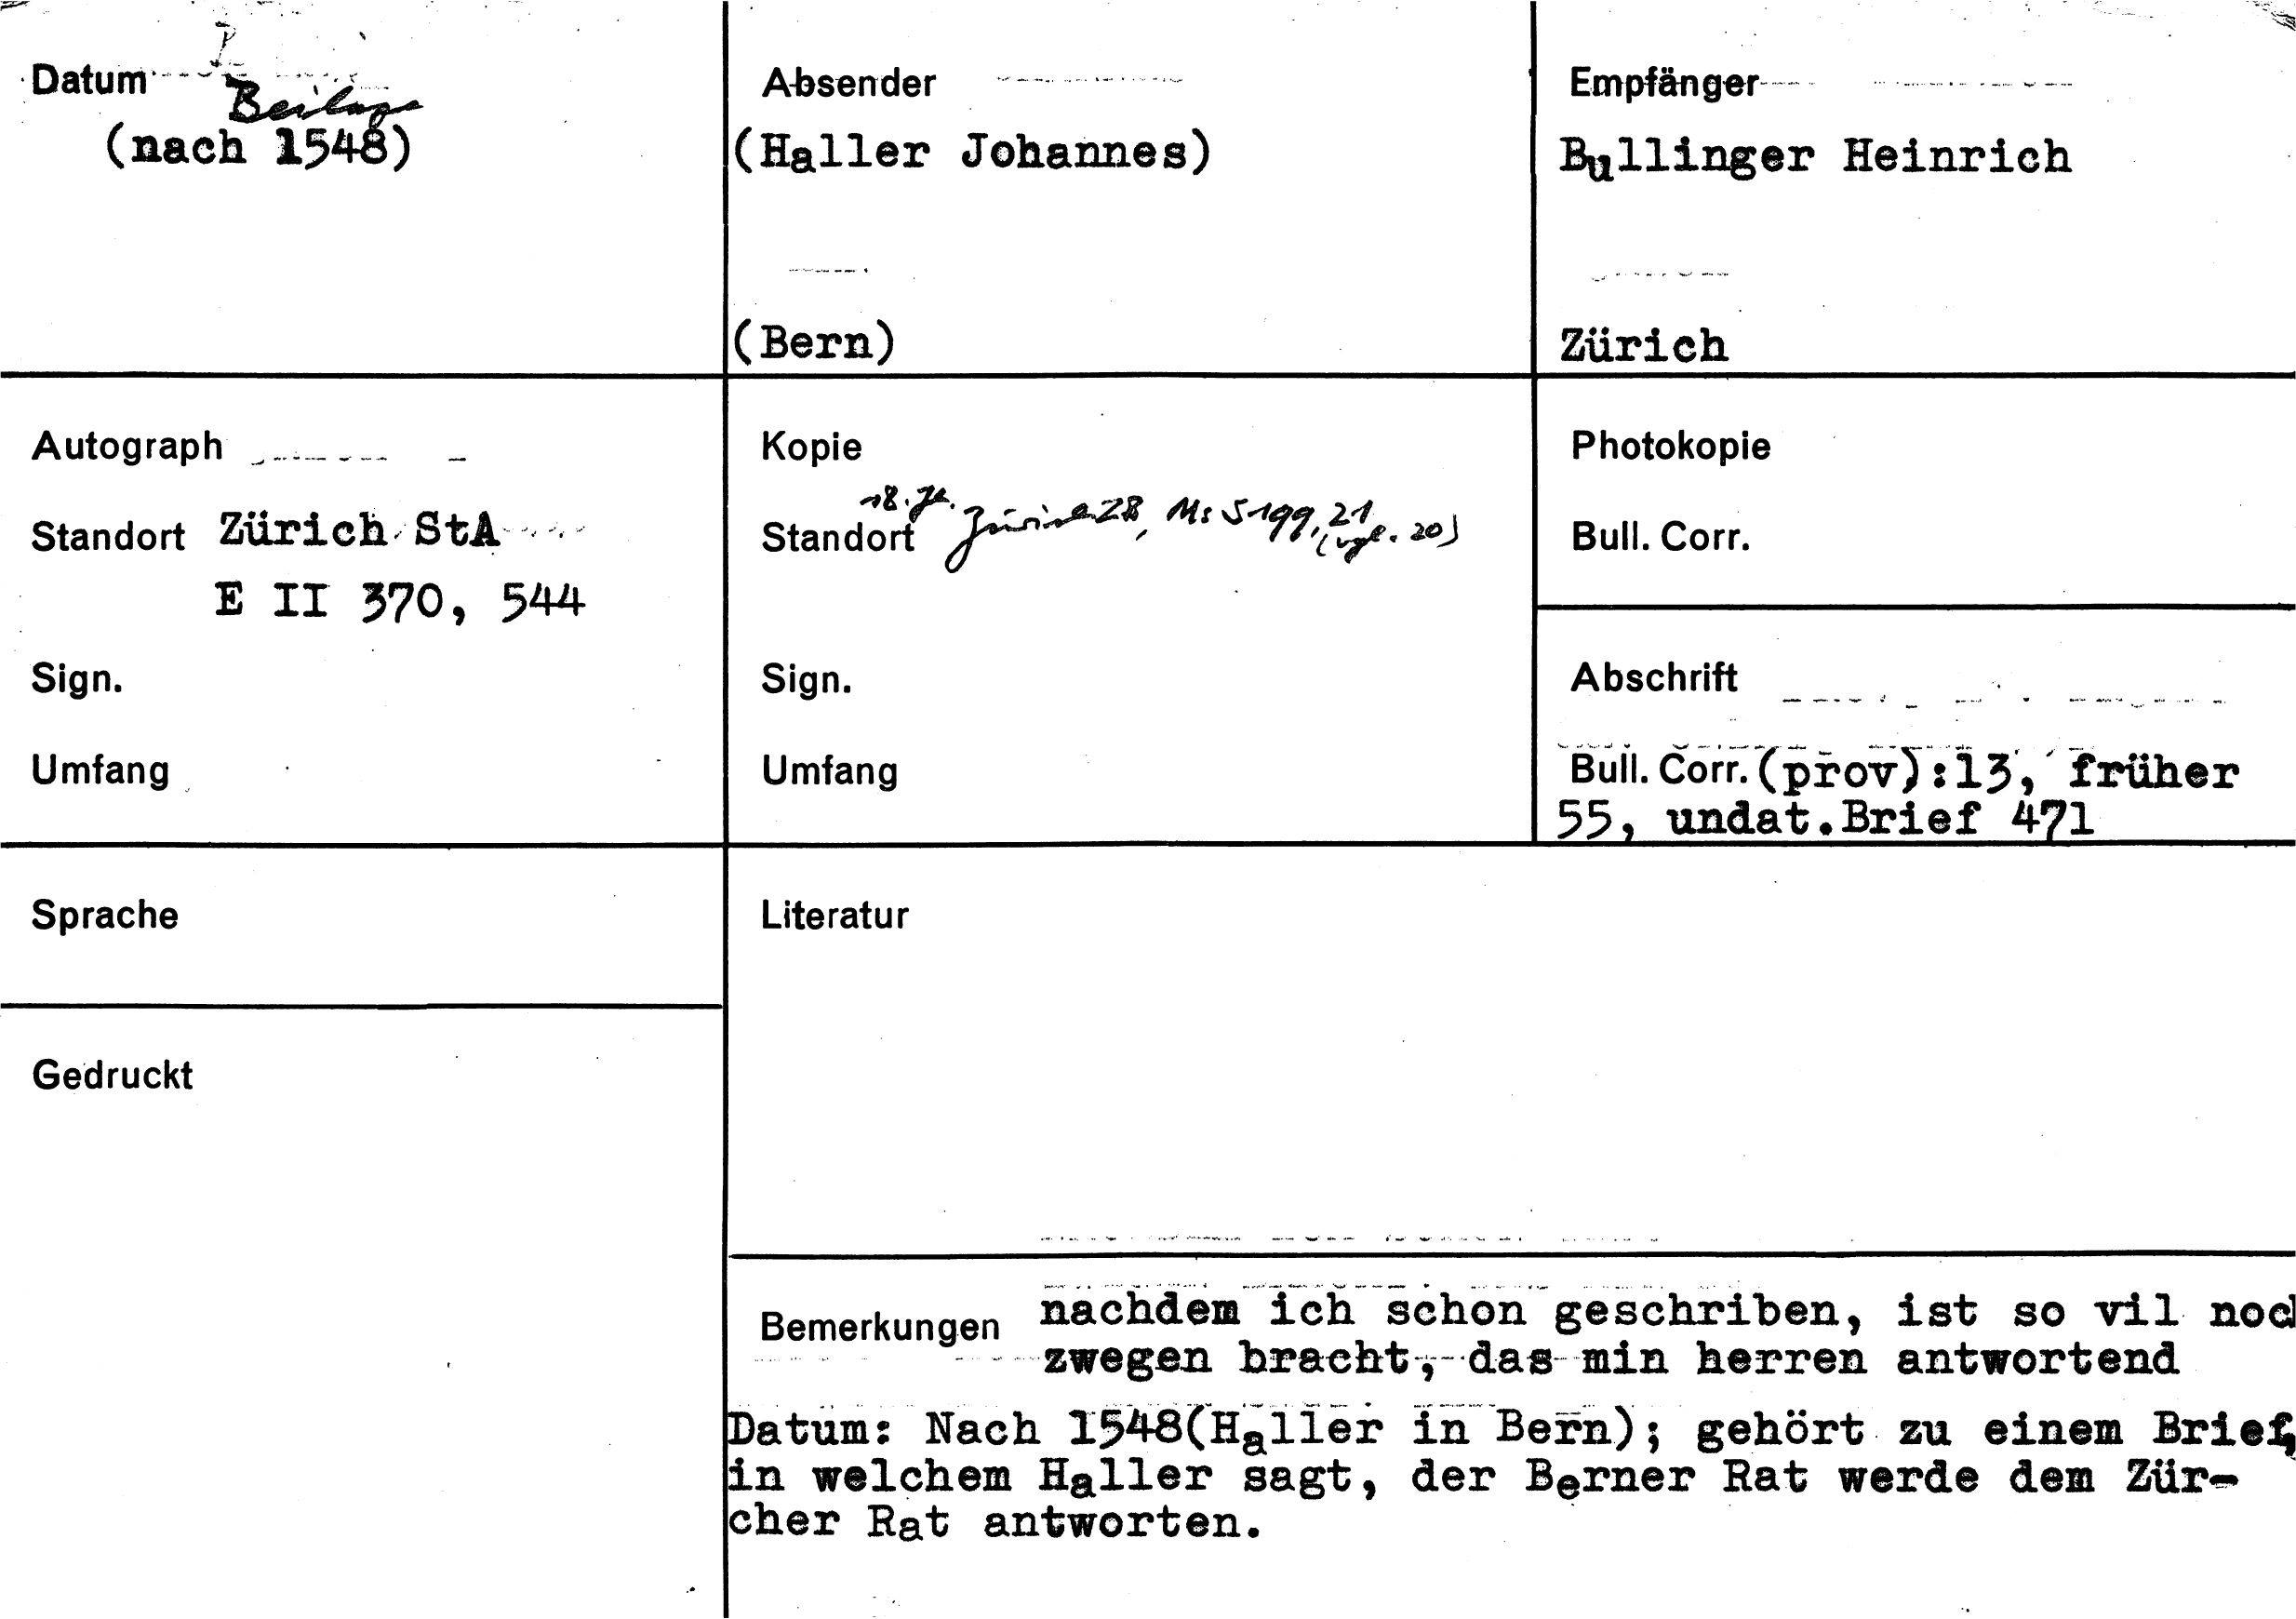 Datum
Beilage
(nach 1548)
Absender
(Haller Johannes)
(Bern)
Empfänger
Bullinger Heinrich
Zürich
Autograph
Standort Zürich StA
E II 370, 544
Sign.
Umfang
Kopie
18. Jh.
Standort Zürich ZB, Ms S 199, 21
(vgl. 20)
Sign.
Umfang
Photokopie
Bull. Corr.
Abschrift
Bull. Corr. (prov):13, früher
55, undat.Brief 471
Sprache
Gedruckt
Literatur
Bemerkungen nachdem ich schon geschriben, ist so vil noc
zwegen bracht, das min herren antwortend
Datum: Nach 1548(Haller in Bern); gehört zu einem Brief,
in welchem Haller sagt, der Berner Rat werde dem Zür-
cher Rat antworten.